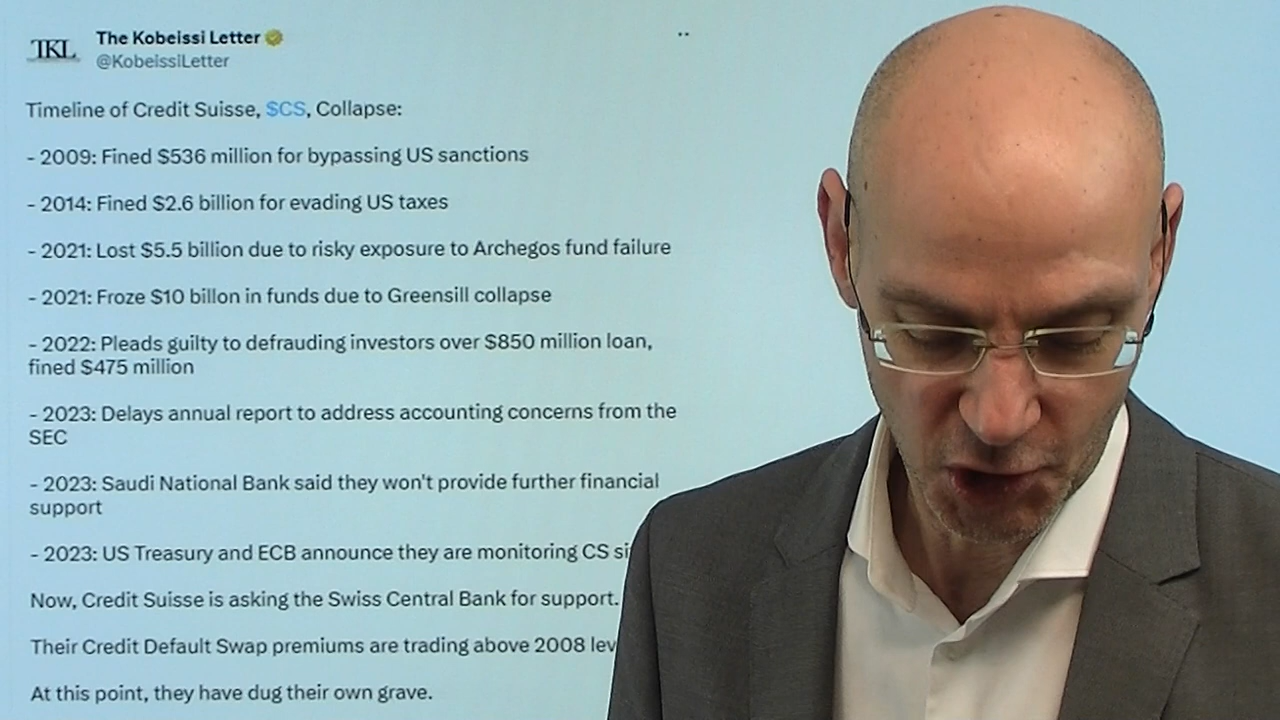 TKL
The Kobeissi Letter
@KobeissiLetter
Timeline of Credit Suisse, $CS, Collapse:
- 2009: Fined $536 million for bypassing US sanctions
- 2014: Fined $2.6 billion for evading US taxes
- 2021: Lost $5.5 billion due to risky exposure to Archegos fund failure
- 2021: Froze $10 billon in funds due to Greensill collapse
- 2022: Pleads guilty to defrauding investors over $850 million loan,
fined $475 million
- 2023: Delays annual report to address accounting concerns from the
SEC
- 2023: Saudi National Bank said they won't provide further financial
support
- 2023: US Treasury and ECB announce they are monitoring CS
Now, Credit Suisse is asking the Swiss Central Bank for support.
Their Credit Default Swap premiums are trading above 2008
At this point, they have dug their own grave.